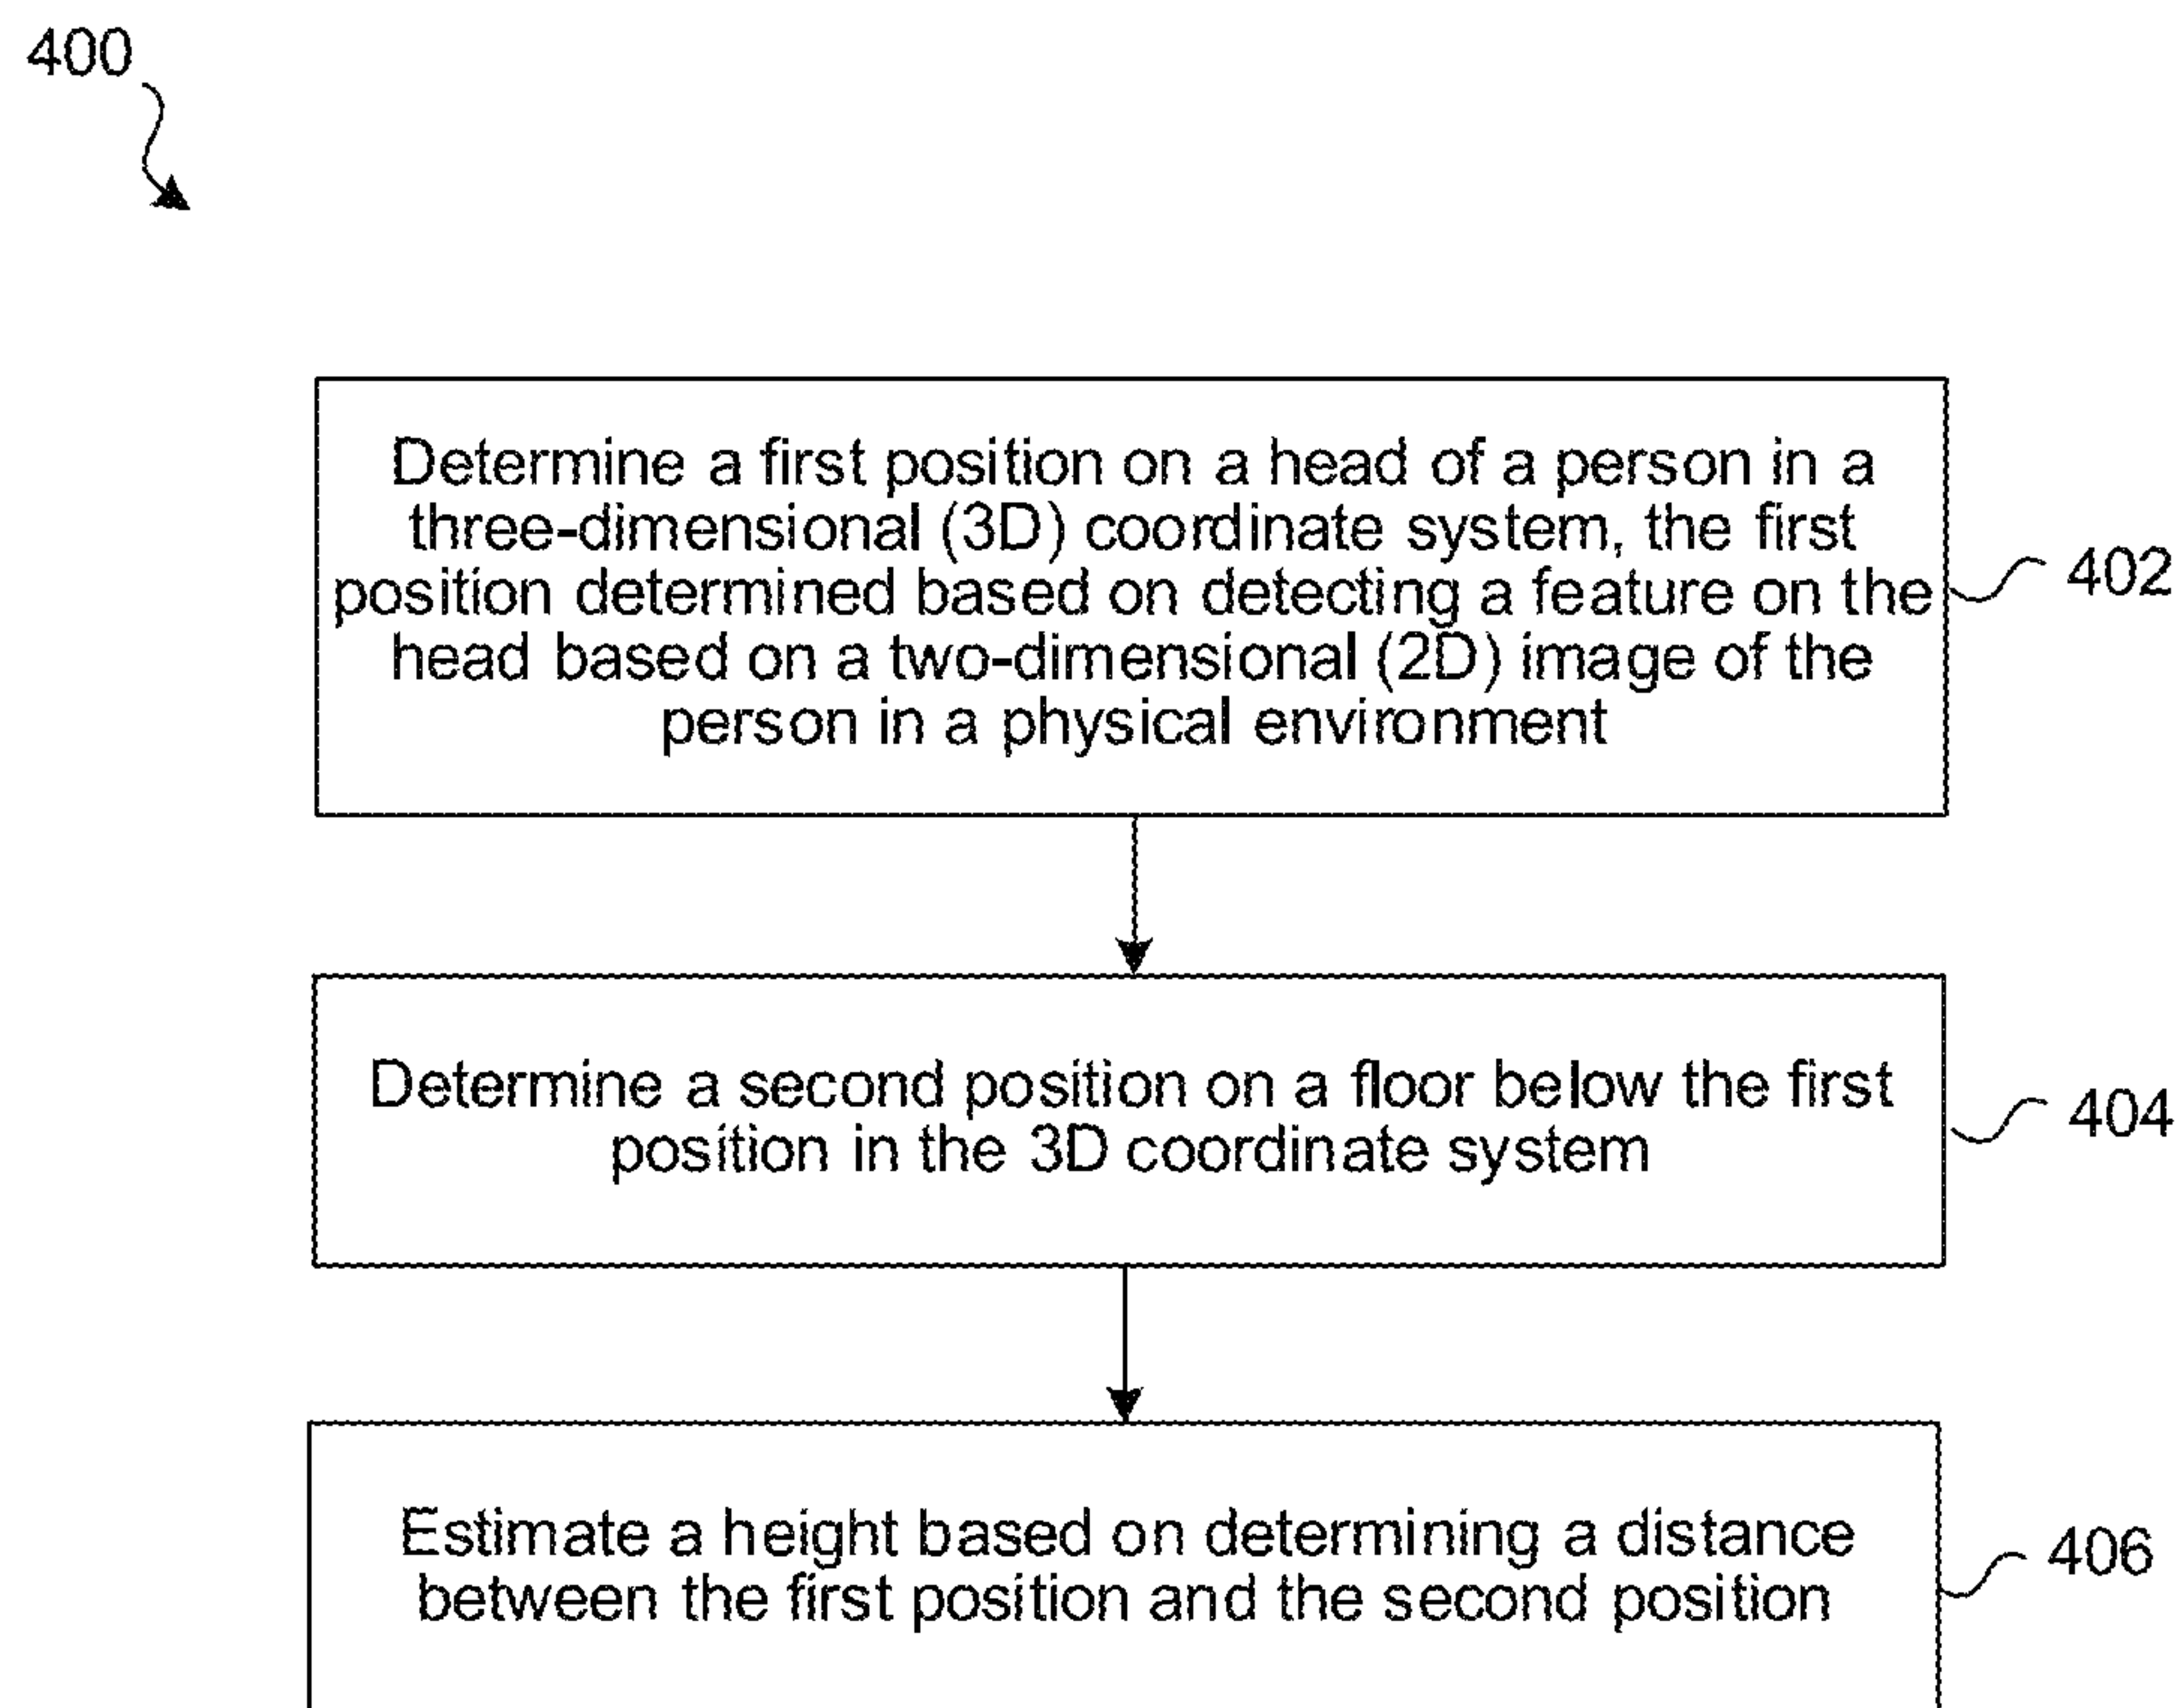 400
Determine a first position on a head of a person in a
three-dimensional (3D) coordinate system, the first
position determined based on detecting a feature on the
head based on a two-dimensional (2D) image of the
person in a physical environment
402
Determine a second position on a floor below the first
position in the 3D coordinate system
404
Estimate a height based on determining a distance
between the first position and the second position
406